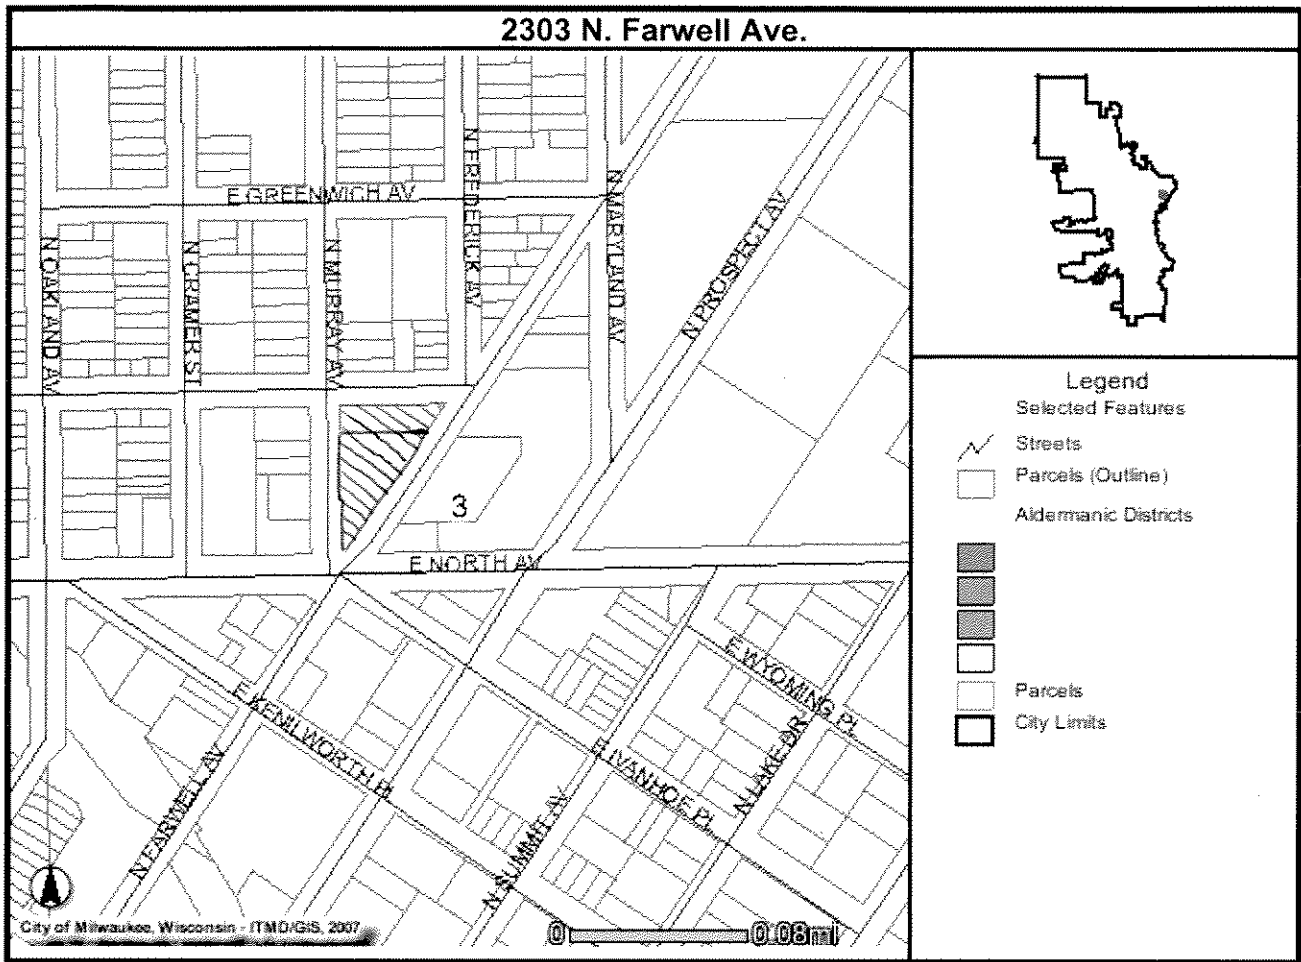 2303 N. Farwell Ave.
E GREENWICH AV
N FREDERICK AV
N MARYLAND AV
N PROSPECT AV
N OAKLAND AV
N CRAMER ST
N MURRAY AV
3
E NORTH AV
E KENILWORTH Pl
E WYOMING PL
E IVANHOE PL
N LAKE DR
N FARWELL AV
N SUMMIT AV
City of Milwaukee, Wisconsin - ITMD/GIS, 2007
0 0.08mi
Legend
Selected Features
Streets
Parcels (Outline)
Aldermanic Districts
Parcels
City Limits